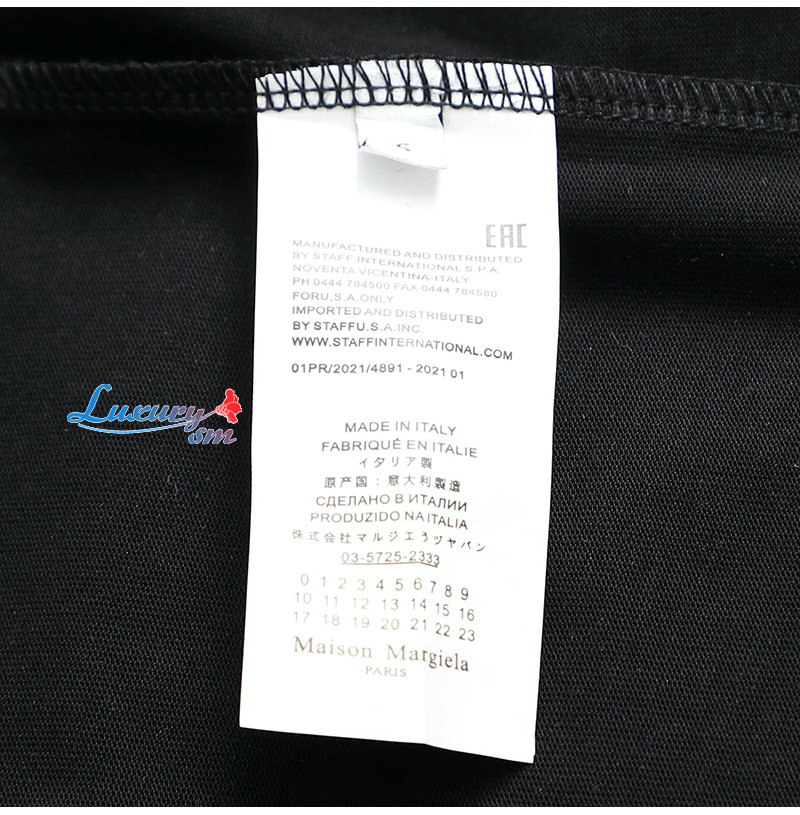 EAC
MANUFACTURED AND DISTRIBUTED
BY STAFF INTERNATIONAL S.P.A.
NOVENTA VICENTINA-ITALY
PH 0444 784500 FAX 0444 784580
FORU,S.A.ONLY
IMPORTED AND DISTRIBUTED
BY STAFFU.S.A.INC.
WWW.STAFFINTERNATIONAL.COM
01PR/2021/4891 - 2021 01
Luxury
sm
MADE IN ITALY
FABRIQUÉ EN ITALIE
イタリア製
原产国:意大利製造
СДЕЛАНО В ИТАЛИИ
PRODUZIDO NA ITALIA
株式会社マルジエうツヤパン
03-5725-2333
0 1 2 3 4 5 6 7 8 9
10 11 12 13 14 15 16
17 18 19 20 21 22 23
Maison Margiela
PARIS